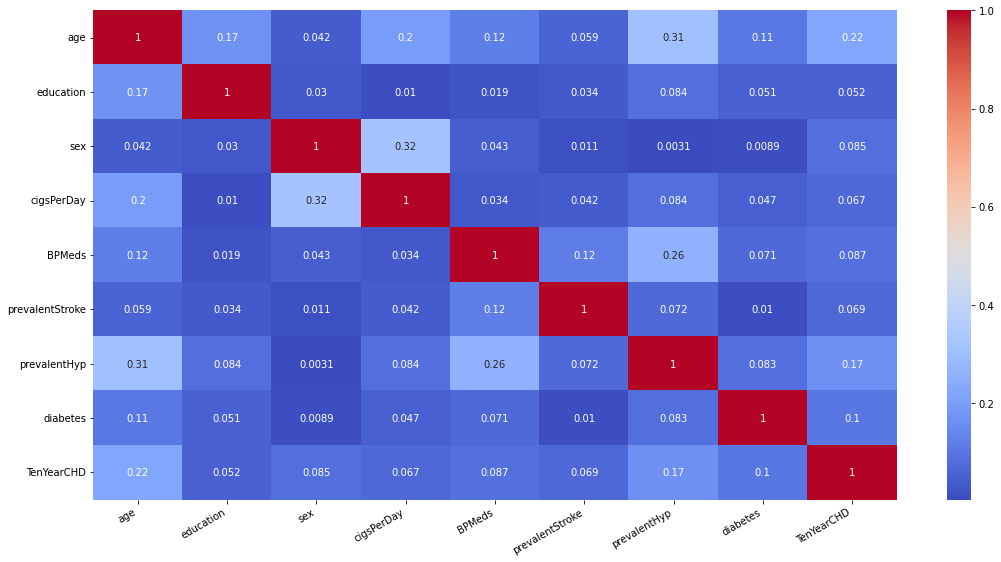 age 1 0.17 0.042 0.2 0.12 0.059 0.31 0.11 0.22
education 0.17 1 0.03 0.01 0.019 0.034 0.084 0.051 0.052
sex 0.042 0.03 1 0.32 0.043 0.011 0.0031 0.0089 0.085
cigsPerDay 0.2 0.01 0.32 1 0.034 0.042 0.084 0.047 0.067
BPMeds 0.12 0.019 0.043 0.034 1 0.12 0.26 0.071 0.087
prevalentStroke 0.059 0.034 0.011 0.042 0.12 1 0.072 0.01 0.069
prevalentHyp 0.31 0.084 0.0031 0.084 0.26 0.072 1 0.083 0.17
diabetes 0.11 0.051 0.0089 0.047 0.071 0.01 0.083 1 0.1
TenYearCHD 0.22 0.052 0.085 0.067 0.087 0.069 0.17 0.1 1
age education sex cigsPerDay BPMeds prevalentStroke prevalentHyp diabetes TenYearCHD
1.0
0.8
0.6
0.4
0.2